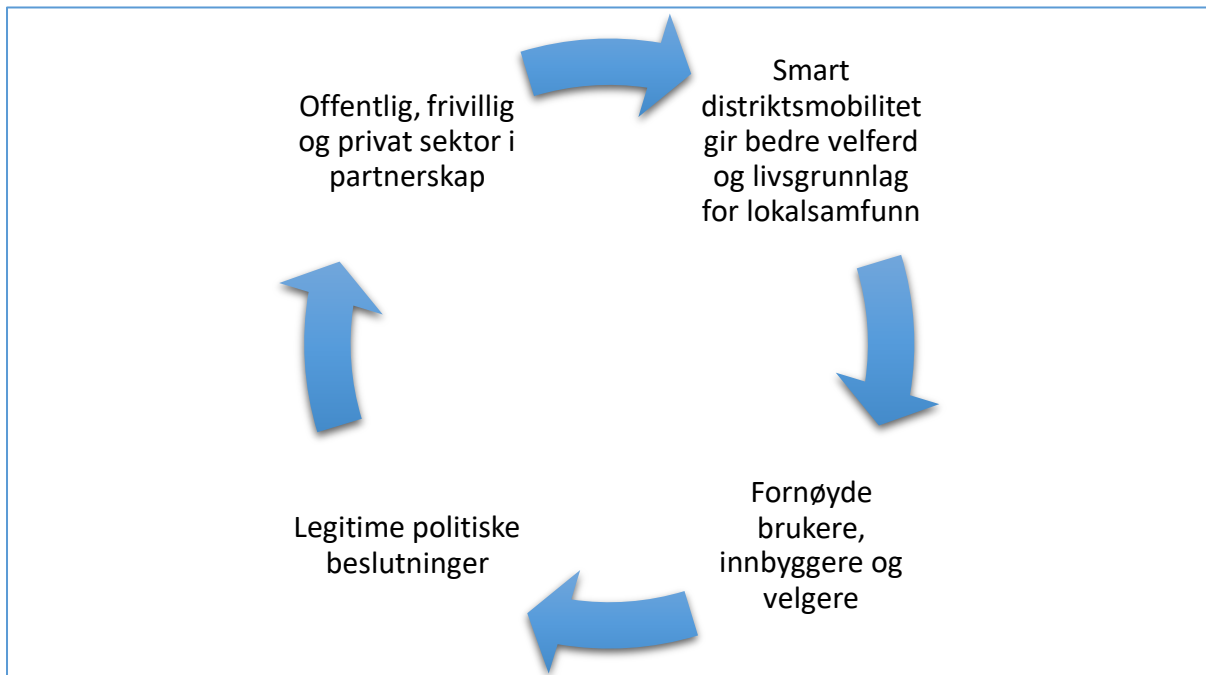 Offentlig, frivillig
og privat sektor i
partnerskap
Smart
distriktsmobilitet
gir bedre velferd
og livsgrunnlag
for lokalsamfunn
Fornøyde
brukere,
innbyggere og
velgere
Legitime politiske
beslutninger